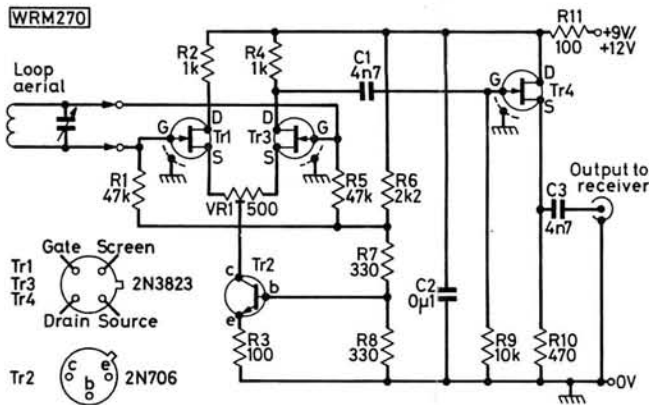 WRM270
R2
1k
R4
1k
C1
4n7
R11
100
+9V/
+12V
Loop
aerial
D
Tr1
G
S
D
Tr3
G
S
D
G
Tr4
S
R1
47k
VR1 500
R5
47k
R6
2k2
C3
4n7
Output to
receiver
Gate Screen
Tr1
Tr3
Tr4
2N3823
Drain Source
Tr2
c
b
e
R7
330
C2
0µ1
R3
100
R8
330
R9
10k
R10
470
0V
Tr2
c
e
b
2N706